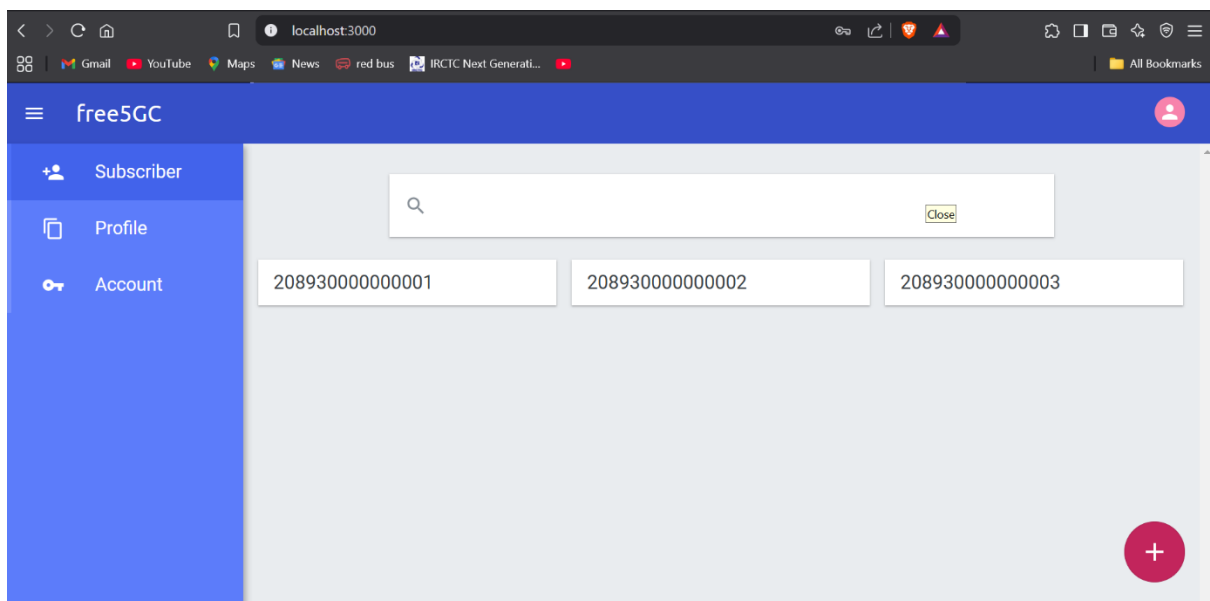 localhost:3000
Gmail YouTube Maps News red bus IRCTC Next Generati... All Bookmarks
free5GC
Subscriber
Close
Profile
208930000000001 208930000000002 208930000000003
Account
+